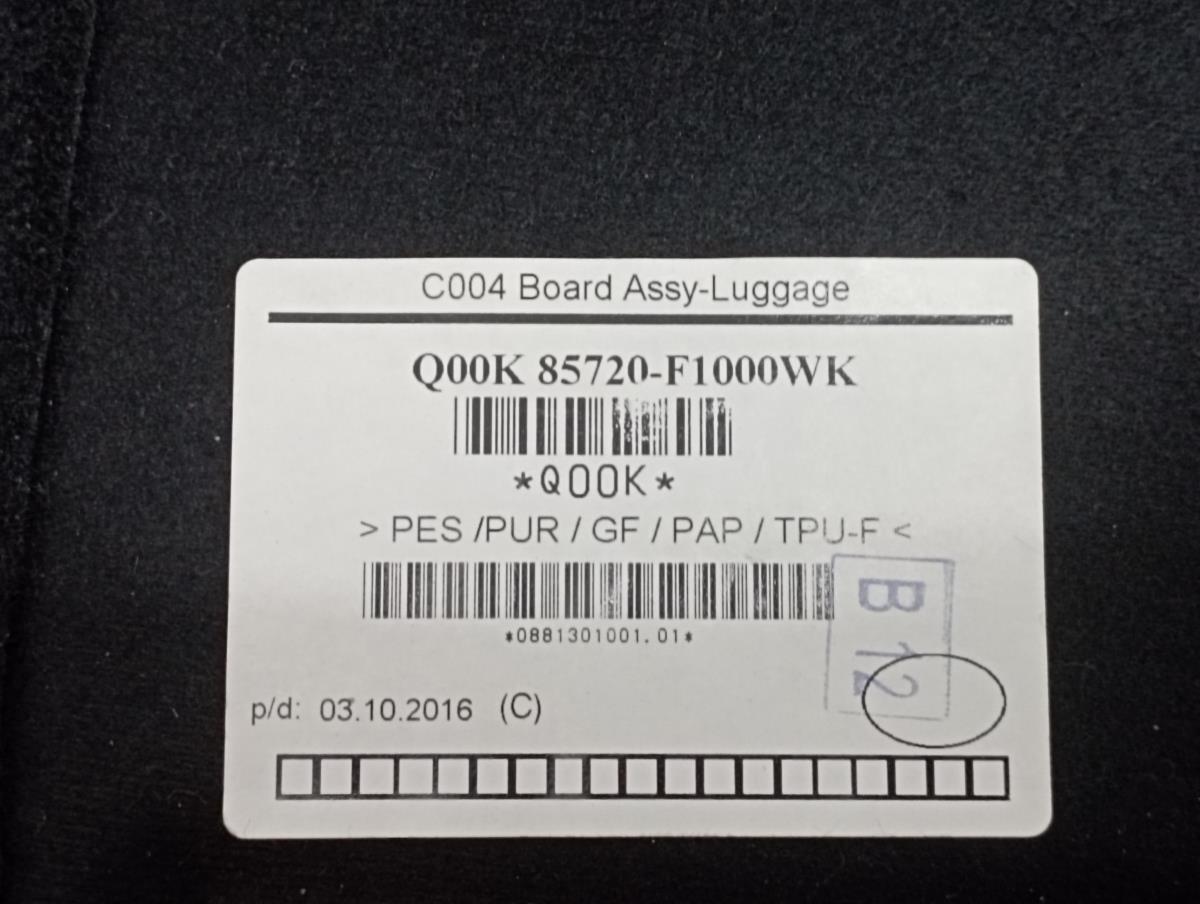 C004 Board Assy-Luggage
Q00K 85720-F1000WK
*Q00K*
> PES /PUR / GF / PAP / TPU-F <
*0881301001.01*
B 12
p/d: 03.10.2016 (C)